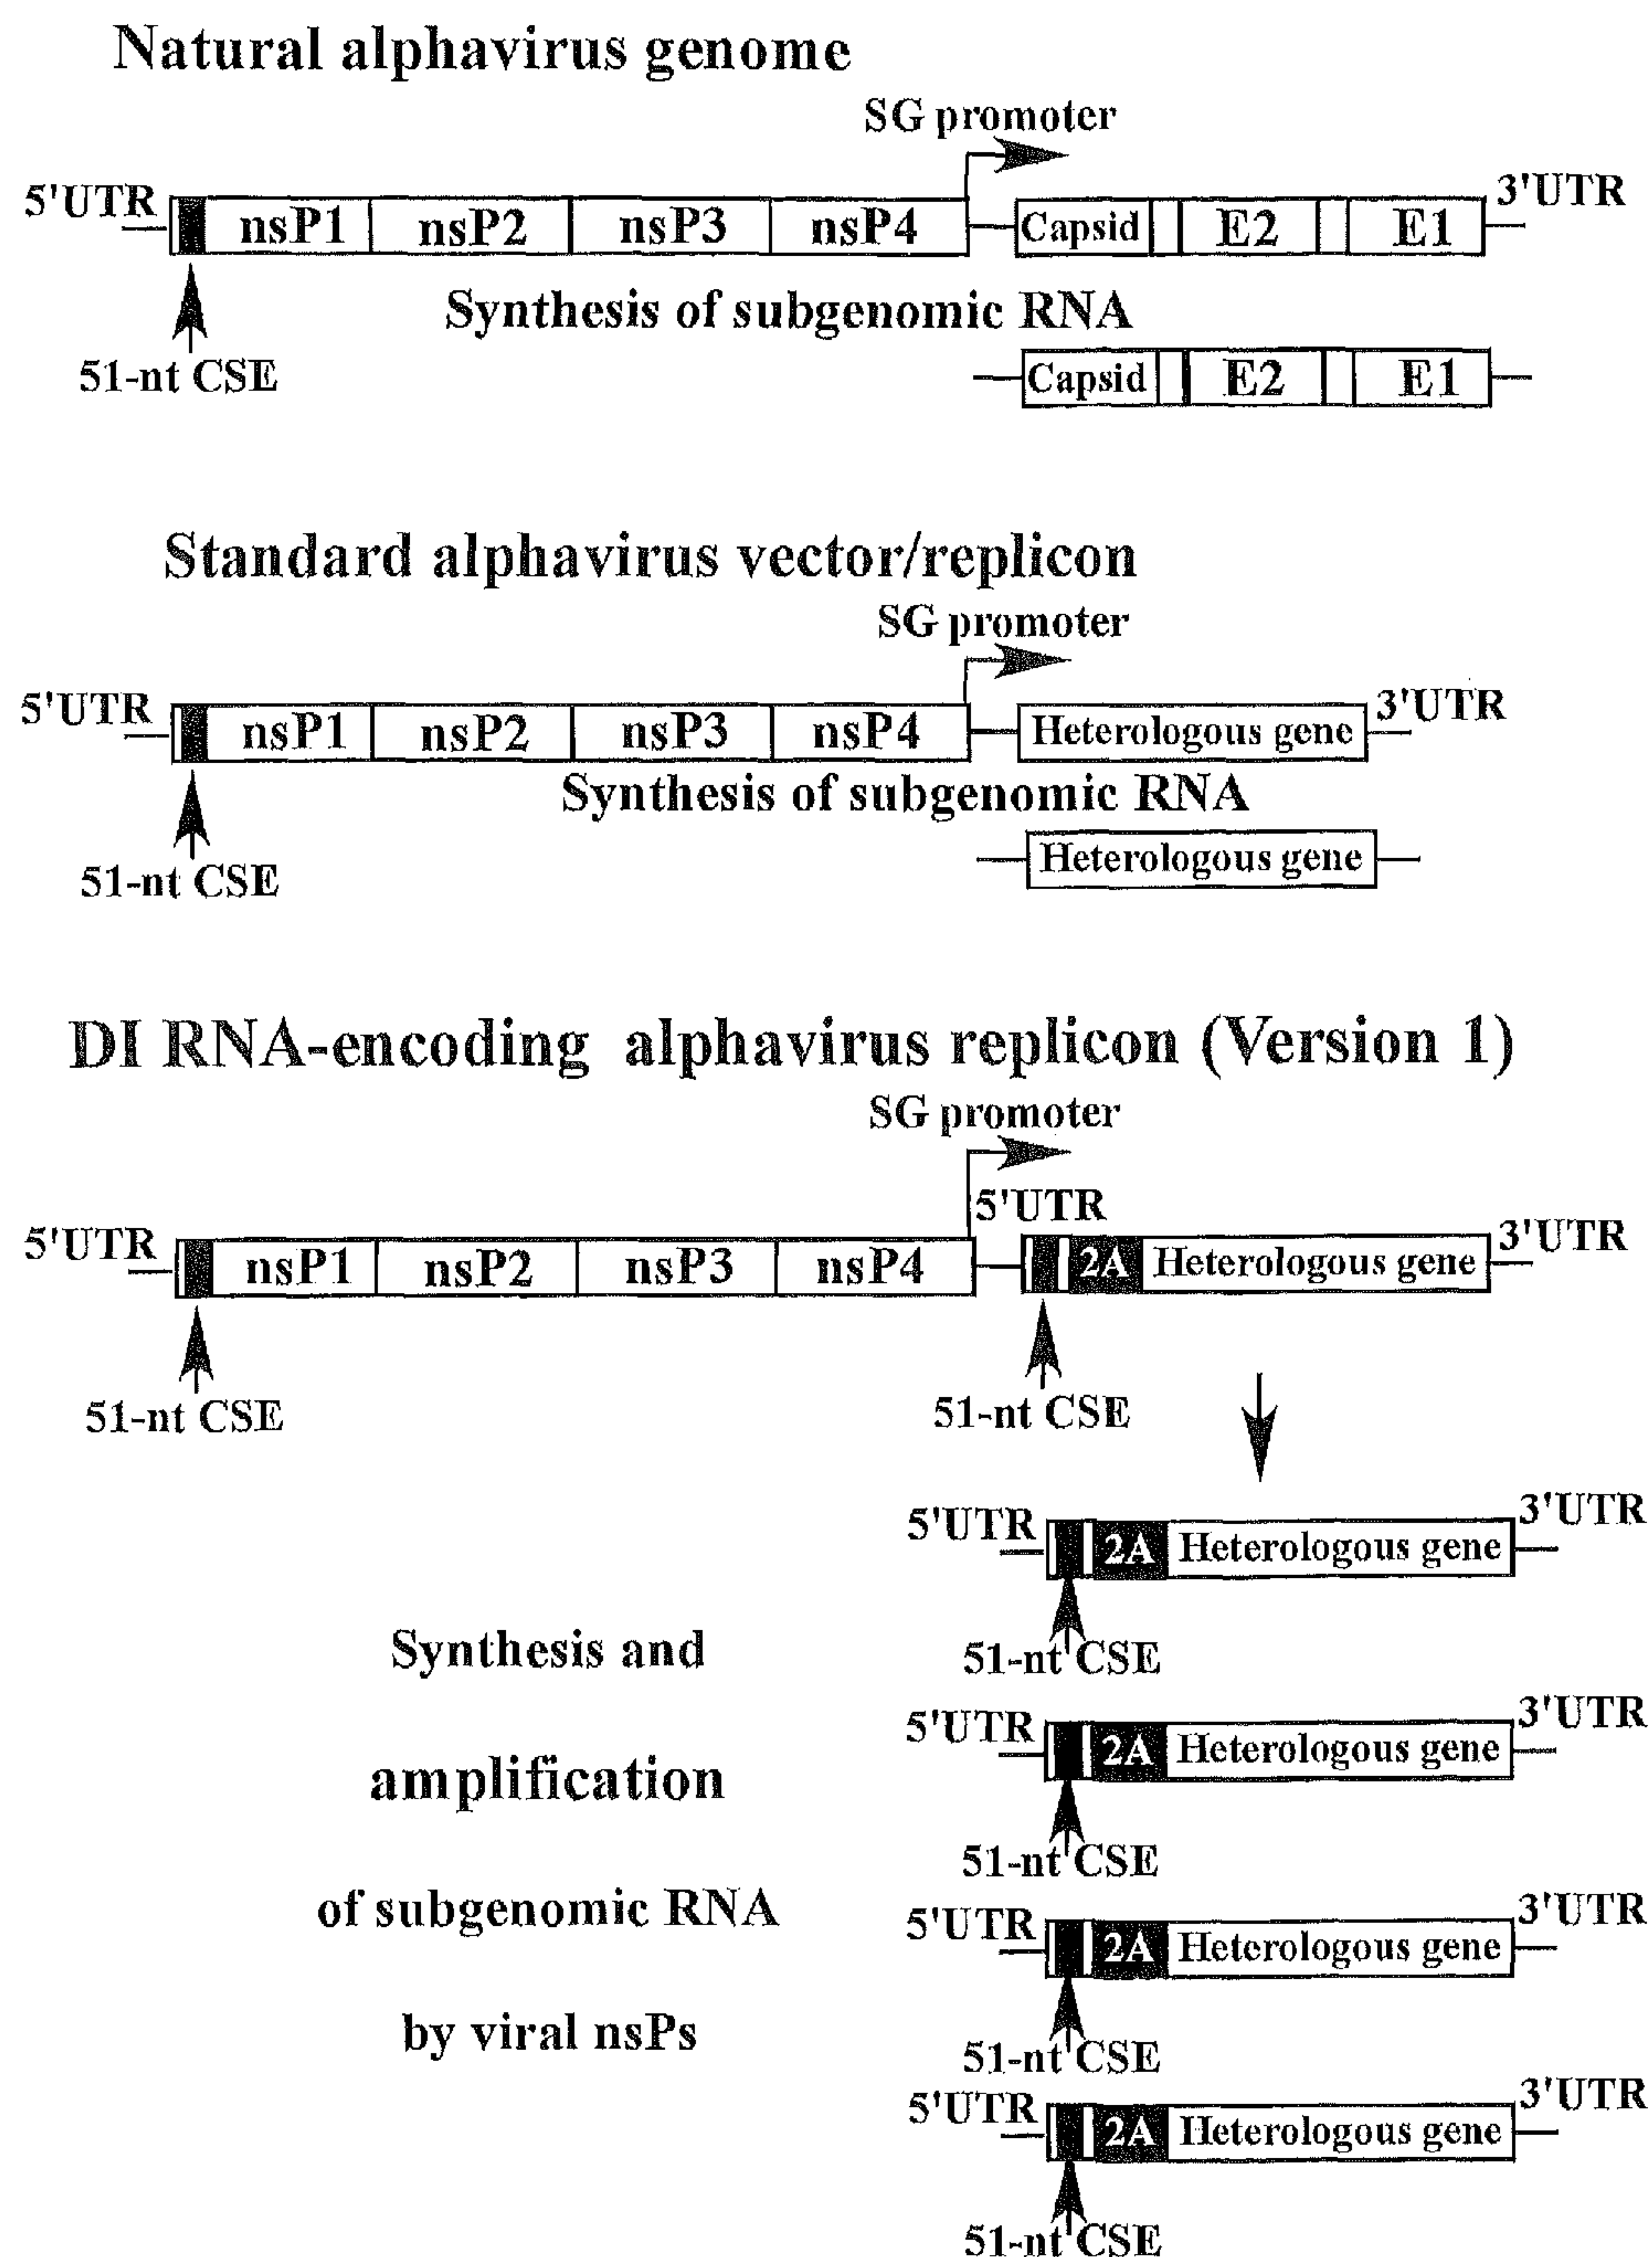 Natural alphavirus genome
SG promoter
5'UTR
nsP1 nsP2 nsP3 nsP4 Capsid E2 E1
3'UTR
Synthesis of subgenomic RNA
51-nt CSE
Capsid E2 E1
Standard alphavirus vector/replicon
SG promoter
5'UTR
nsP1 nsP2 nsP3 nsP4 Heterologous gene
3'UTR
Synthesis of subgenomic RNA
51-nt CSE
Heterologous gene
DI RNA-encoding alphavirus replicon (Version 1)
SG promoter
5'UTR
5'UTR
nsP1 nsP2 nsP3 nsP4 2A Heterologous gene
3'UTR
51-nt CSE
51-nt CSE
5'UTR
2A Heterologous gene
3'UTR
51-nt CSE
Synthesis and
amplification
of subgenomic RNA
by viral nsPs
5'UTR
2A Heterologous gene
3'UTR
51-nt CSE
5'UTR
2A Heterologous gene
3'UTR
51-nt CSE
5'UTR
2A Heterologous gene
3'UTR
51-nt CSE